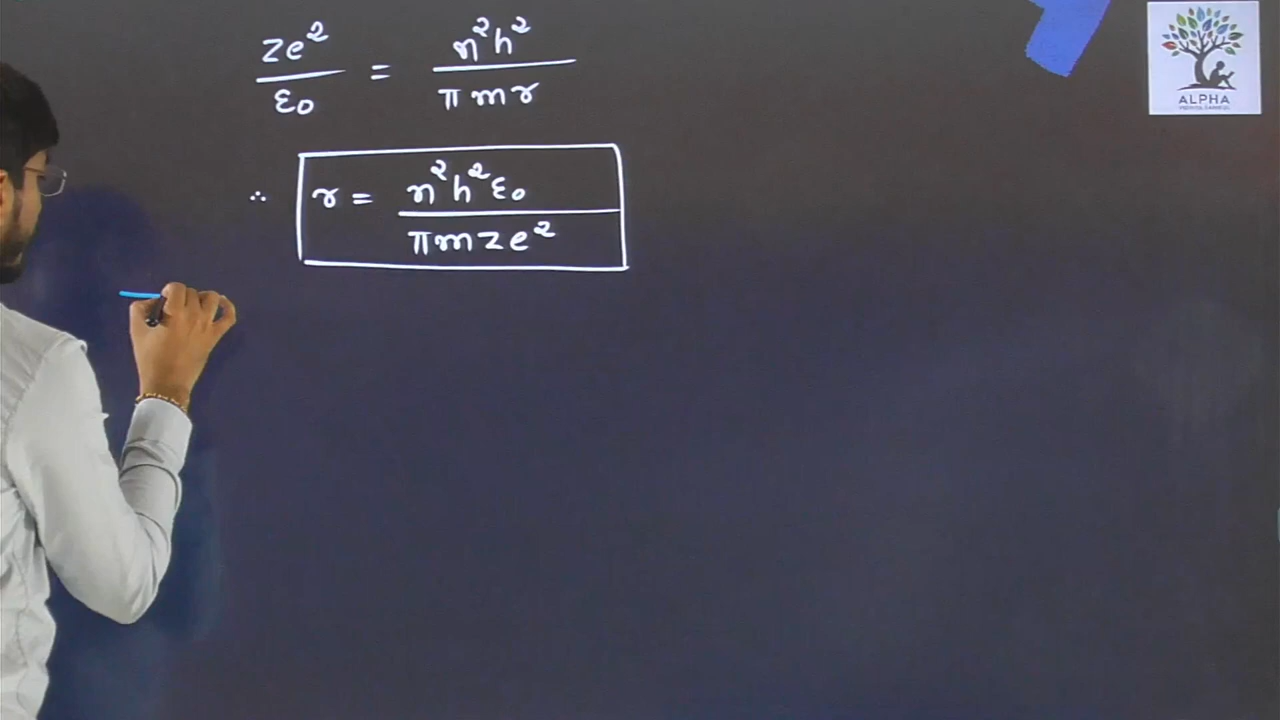 ze²/ε₀ = n²h²/πmr
∴ r = n²h²ε₀/πmze²
ALPHA